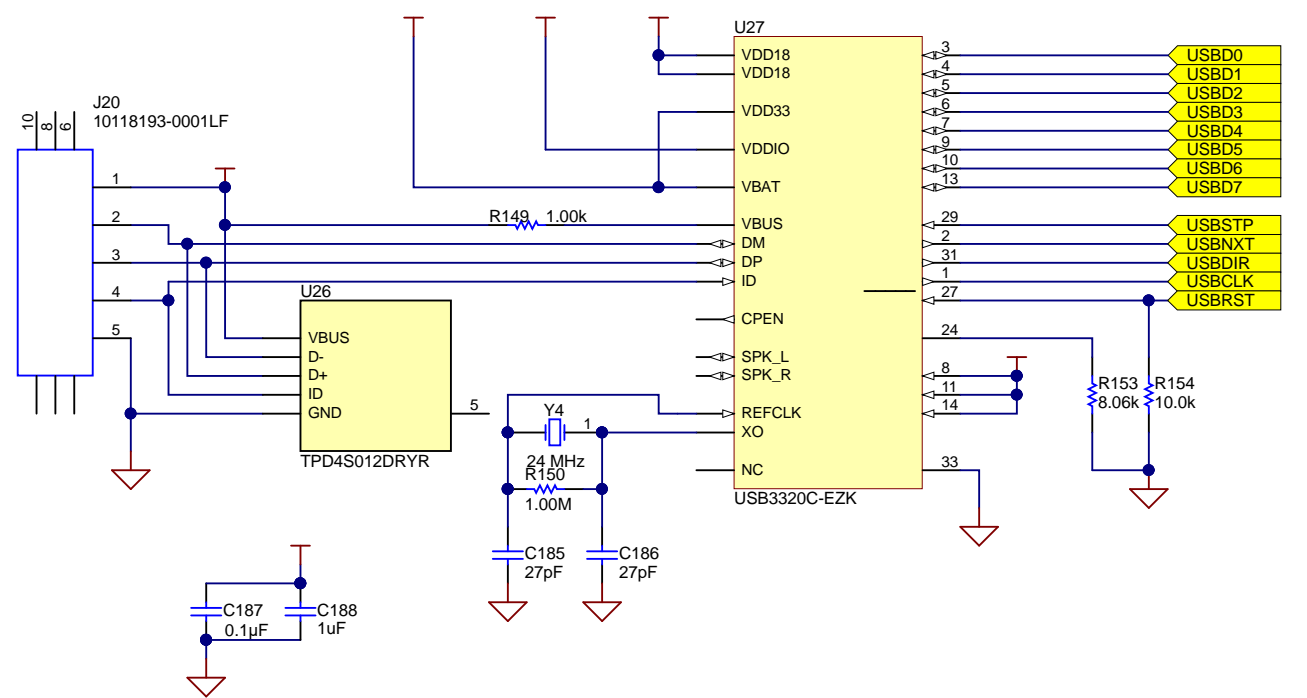 J20
10118193-0001LF
10
8
6
1
2
3
4
5
U26
VBUS
D-
D+
ID
GND
5
TPD4S012DRYR
R149 1.00k
Y4
1
24 MHz
R150
1.00M
C185
27pF
C186
27pF
C187
0.1µF
C188
1uF
U27
VDD18
VDD18
VDD33
VDDIO
VBAT
VBUS
DM
DP
ID
CPEN
SPK_L
SPK_R
REFCLK
XO
NC
USB3320C-EZK
3 USBD0
4 USBD1
5 USBD2
6 USBD3
7 USBD4
9 USBD5
10 USBD6
13 USBD7
29 USBSTP
2 USBNXT
31 USBDIR
1 USBCLK
27 USBRST
24
8
11
14
33
R153
8.06k
R154
10.0k